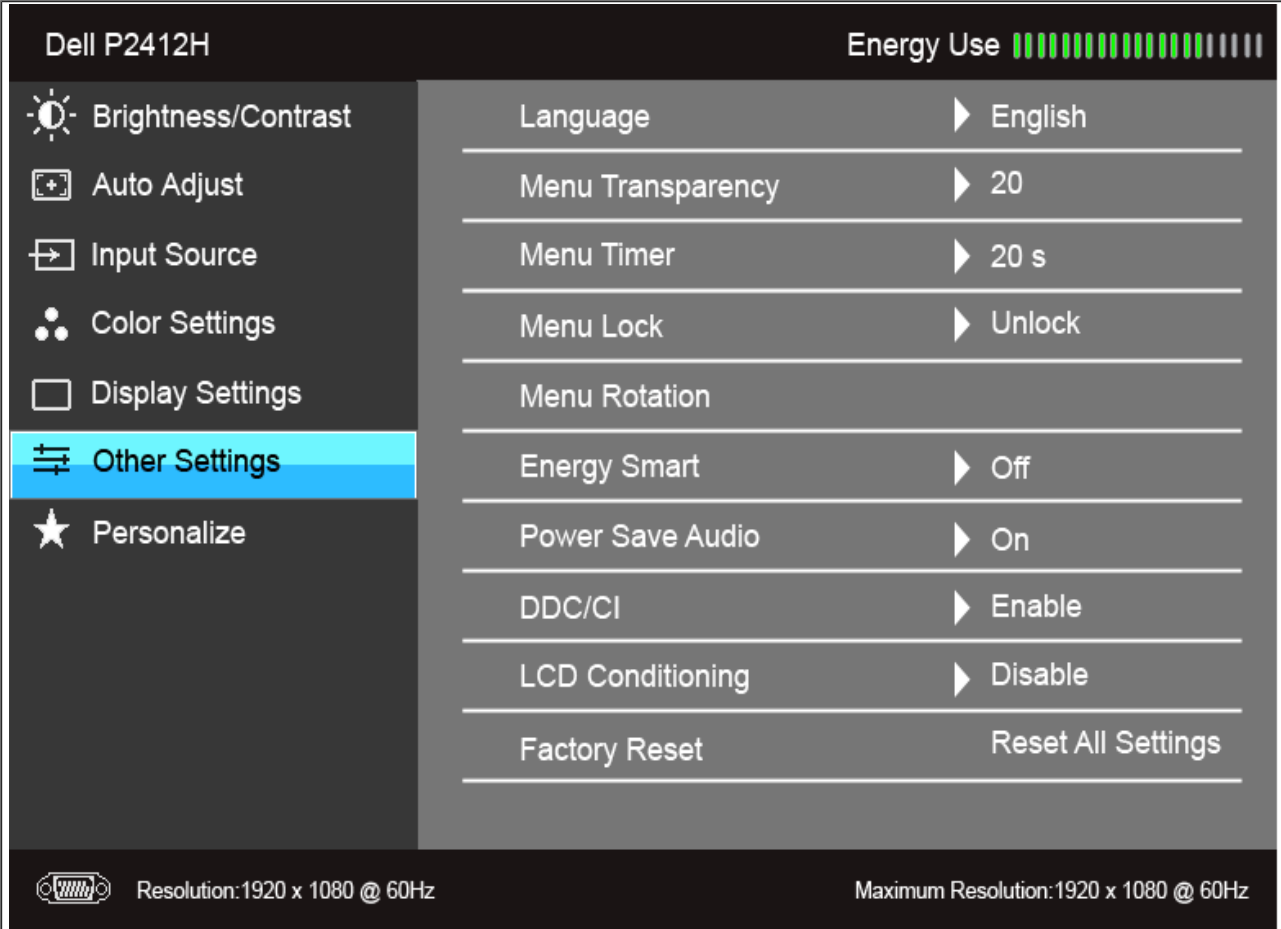 Dell P2412H Energy Use
Brightness/Contrast Language English
Auto Adjust Menu Transparency 20
Input Source Menu Timer 20 s
Color Settings Menu Lock Unlock
Display Settings Menu Rotation
Other Settings Energy Smart Off
Personalize Power Save Audio On
DDC/CI Enable
LCD Conditioning Disable
Factory Reset Reset All Settings
Resolution:1920 x 1080 @ 60Hz Maximum Resolution:1920 x 1080 @ 60Hz